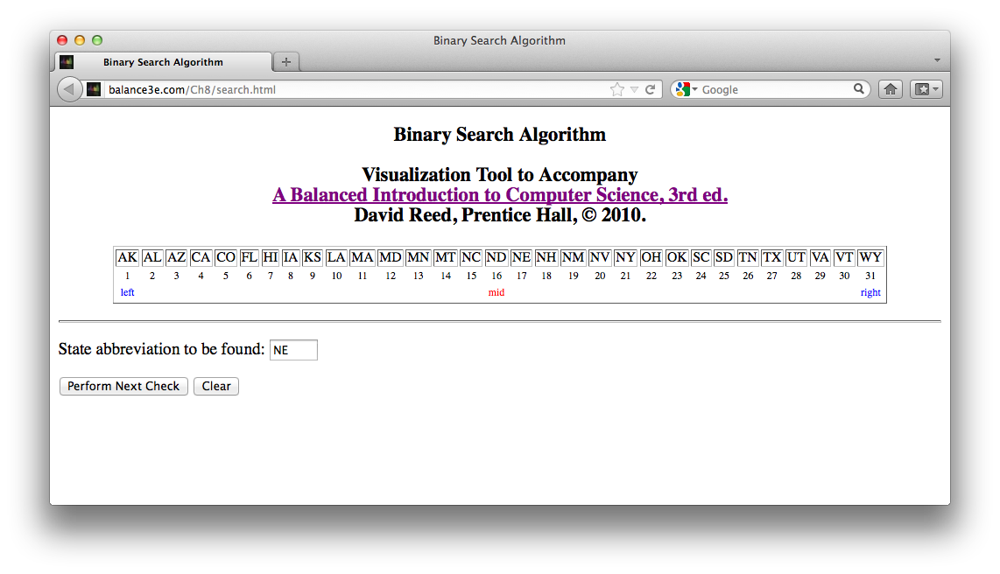 Binary Search Algorithm
Binary Search Algorithm
balance3e.com/Ch8/search.html
Google
Binary Search Algorithm
Visualization Tool to Accompany
A Balanced Introduction to Computer Science, 3rd ed.
David Reed, Prentice Hall, © 2010.
AK AL AZ CA CO FL HI IA KS LA MA MD MN MT NC ND NE NH NM NV NY OH OK SC SD TN TX UT VA VT WY
1 2 3 4 5 6 7 8 9 10 11 12 13 14 15 16 17 18 19 20 21 22 23 24 25 26 27 28 29 30 31
left mid right
State abbreviation to be found: NE
Perform Next Check Clear